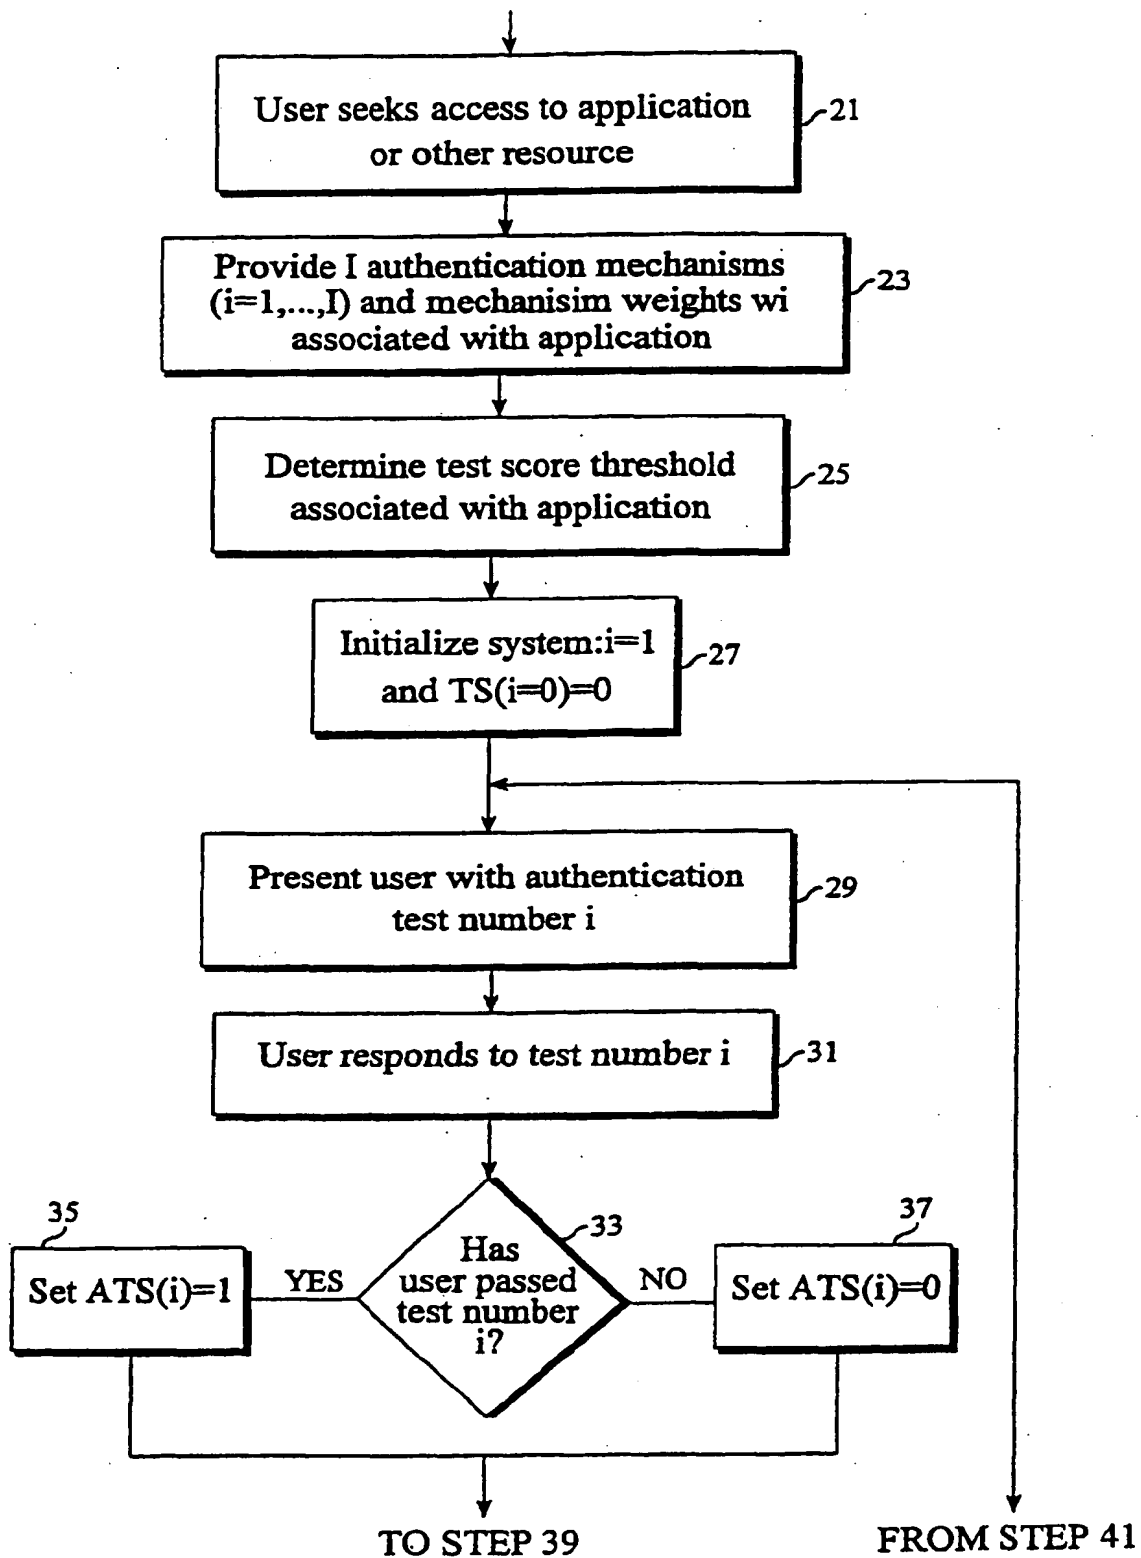 User seeks access to application
or other resource
21
Provide I authentication mechanisms
(i=1,...,I) and mechanisim weights wi
associated with application
23
Determine test score threshold
associated with application
25
Initialize system:i=1
and TS(i=0)=0
27
Present user with authentication
test number i
29
User responds to test number i
31
35
Set ATS(i)=1
YES
Has
user passed
test number
i?
33
NO
37
Set ATS(i)=0
TO STEP 39
FROM STEP 41